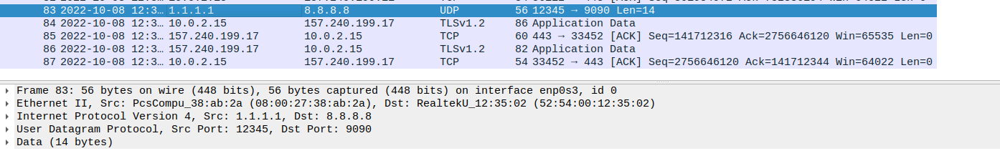 83 2022-10-08 12:3… 1.1.1.1 8.8.8.8 UDP 56 12345 → 9090 Len=14
84 2022-10-08 12:3… 10.0.2.15 157.240.199.17 TLSv1.2 86 Application Data
85 2022-10-08 12:3… 157.240.199.17 10.0.2.15 TCP 60 443 → 33452 [ACK] Seq=141712316 Ack=2756646120 Win=65535 Len=0
86 2022-10-08 12:3… 157.240.199.17 10.0.2.15 TLSv1.2 82 Application Data
87 2022-10-08 12:3… 10.0.2.15 157.240.199.17 TCP 54 33452 → 443 [ACK] Seq=2756646120 Ack=141712344 Win=64022 Len=0
Frame 83: 56 bytes on wire (448 bits), 56 bytes captured (448 bits) on interface enp0s3, id 0
Ethernet II, Src: PcsCompu_38:ab:2a (08:00:27:38:ab:2a), Dst: RealtekU_12:35:02 (52:54:00:12:35:02)
Internet Protocol Version 4, Src: 1.1.1.1, Dst: 8.8.8.8
User Datagram Protocol, Src Port: 12345, Dst Port: 9090
Data (14 bytes)